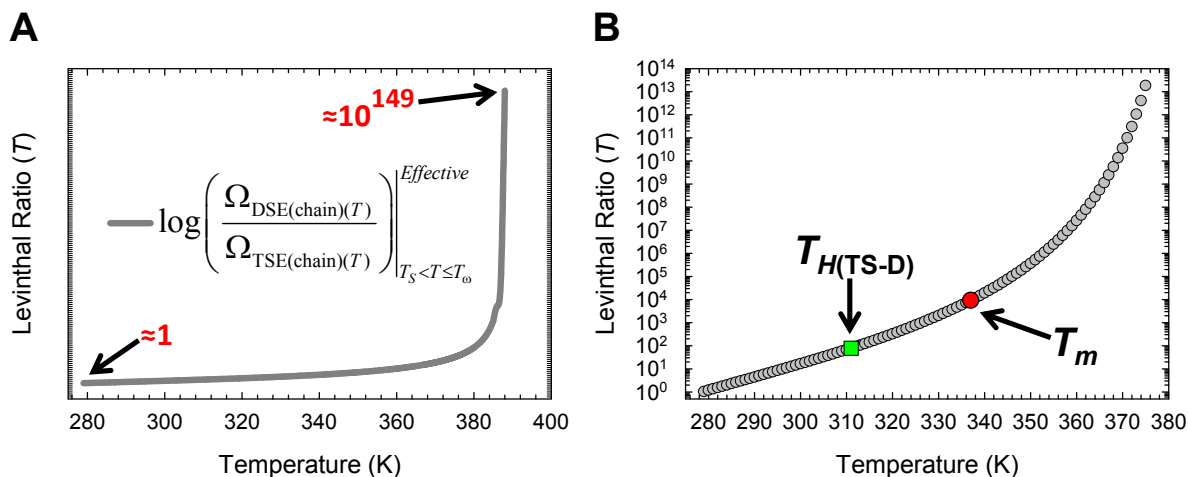 A
Levinthal Ratio (T)
≈10^149
log(Ω_DSE(chain)(T) / Ω_TSE(chain)(T))|^Effective_T_S<T≤T_ω
≈1
280 300 320 340 360 380 400
Temperature (K)
B
Levinthal Ratio (T)
10^14
10^13
10^12
10^11
10^10
10^9
10^8
10^7
10^6
10^5
10^4
10^3
10^2
10^1
10^0
T_H(TS-D)
T_m
280 290 300 310 320 330 340 350 360 370 380
Temperature (K)